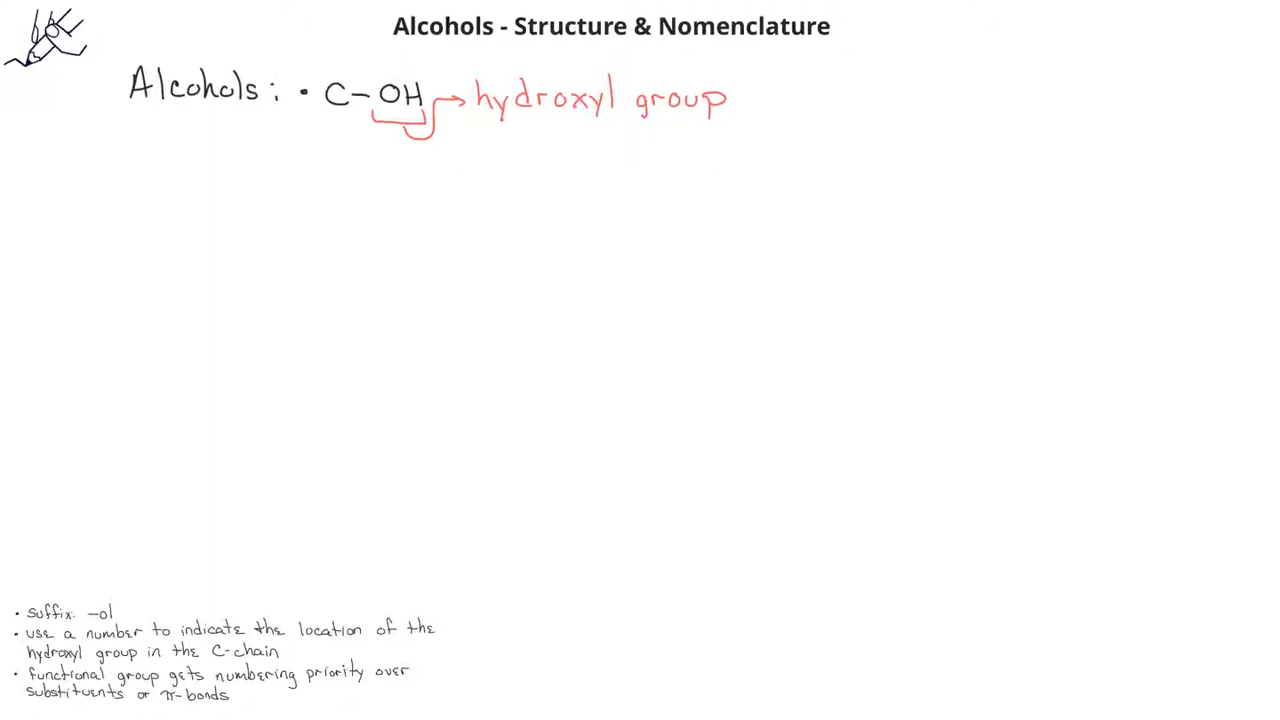 Alcohols - Structure & Nomenclature
Alcohols: • C-OH → hydroxyl group
• suffix: -ol
• use a number to indicate the location of the
hydroxyl group in the C-chain
• functional group gets numbering priority over
substituents or π-bonds